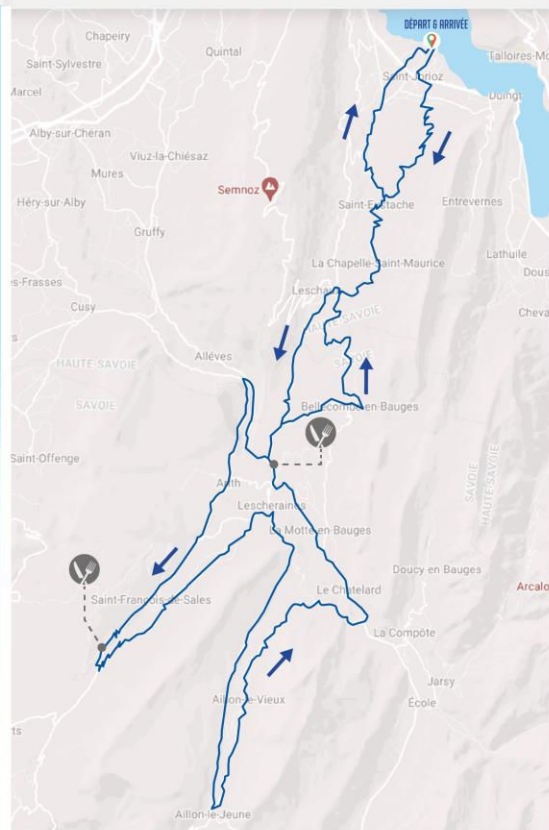 DÉPART & ARRIVÉE
Chapeiry
Quintal
Talloires-Mo
Saint-Sylvestre
Saint-Jorioz
Marcel
Duingt
Alby-sur-Chéran
Viuz-la-Chiésaz
Mures
Semnoz
Héry-sur-Alby
Saint-Eustache
Entrevernes
Gruffy
Lathuile
La Chapelle-Saint-Maurice
Dous
es-Frasses
Lesche
Cusy
HAUTE SAVOIE
Cheva
SAVOIE
Allèves
HAUTE-SAVOIE
SAVOIE
Bellecombe-en-Bauges
Saint-Offenge
SAVOIE
HAUTE-SAVOIE
Arith
Lescheraines
La Motte-en-Bauges
Doucy en Bauges
Le Châtelard
Arcalo
Saint-François-de-Sales
La Compôte
Jarsy
Aillon-le-Vieux
École
rts
Aillon-le-Jeune